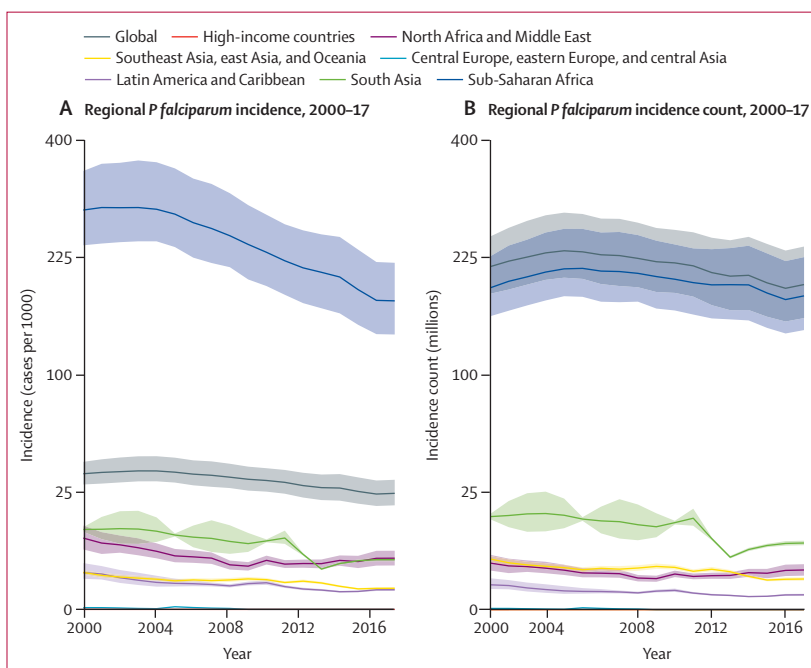 Global High-income countries North Africa and Middle East
Southeast Asia, east Asia, and Oceania Central Europe, eastern Europe, and central Asia
Latin America and Caribbean South Asia Sub-Saharan Africa
A Regional P falciparum incidence, 2000–17
400
225
100
25
0
Incidence (cases per 1000)
2000 2004 2008 2012 2016
Year
B Regional P falciparum incidence count, 2000–17
400
225
100
25
0
Incidence count (millions)
2000 2004 2008 2012 2016
Year